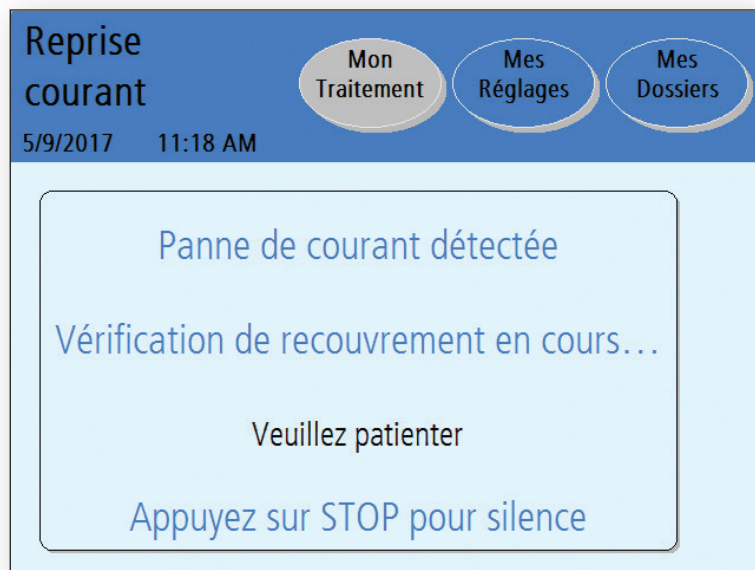 Reprise
courant
5/9/2017 11:18 AM
Mon
Traitement
Mes
Réglages
Mes
Dossiers
Panne de courant détectée
Vérification de recouvrement en cours...
Veuillez patienter
Appuyez sur STOP pour silence